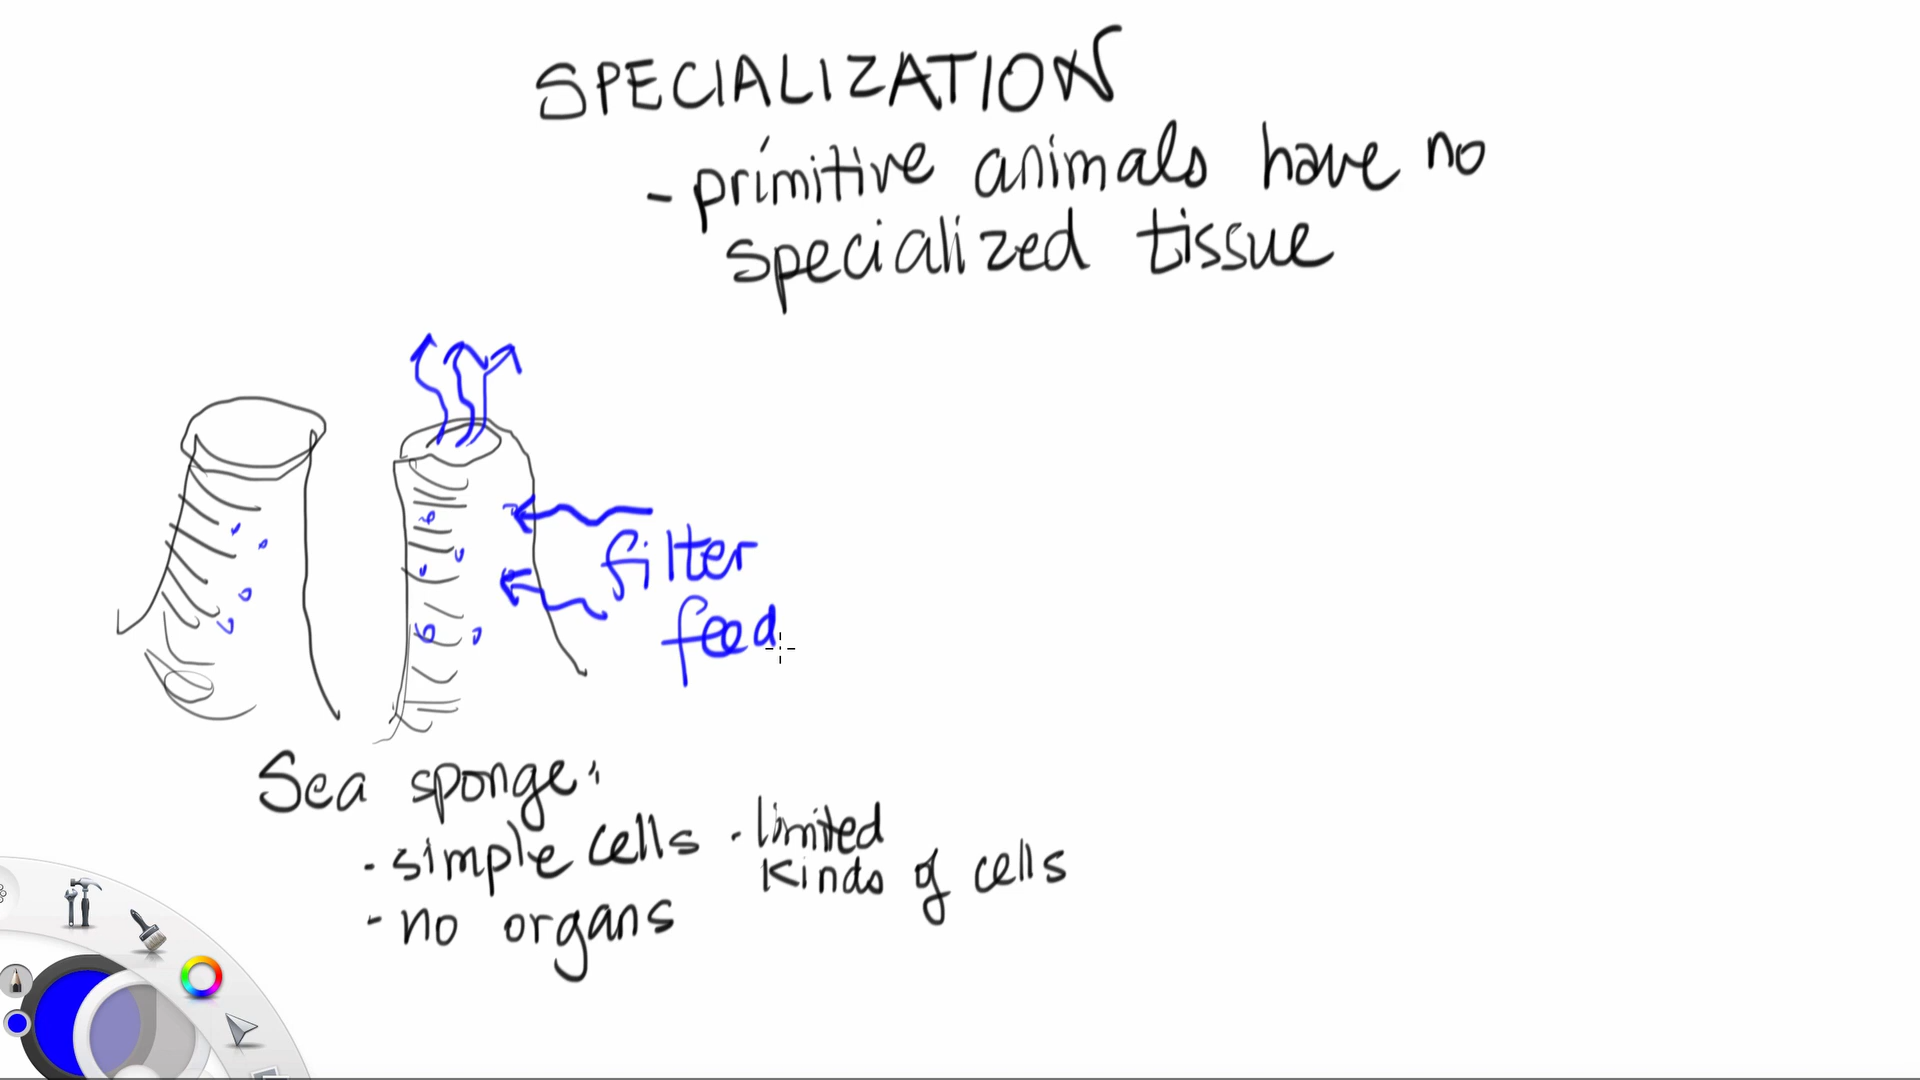 SPECIALIZATION
- primitive animals have no
specialized tissue
filter
feed
Sea sponge:
- simple cells
- no organs
- limited
kinds of cells